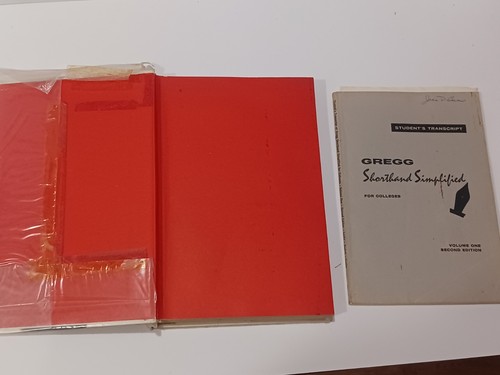 STUDENT'S TRANSCRIPT
GREGG
Shorthand Simplified
FOR COLLEGES
VOLUME ONE
SECOND EDITION